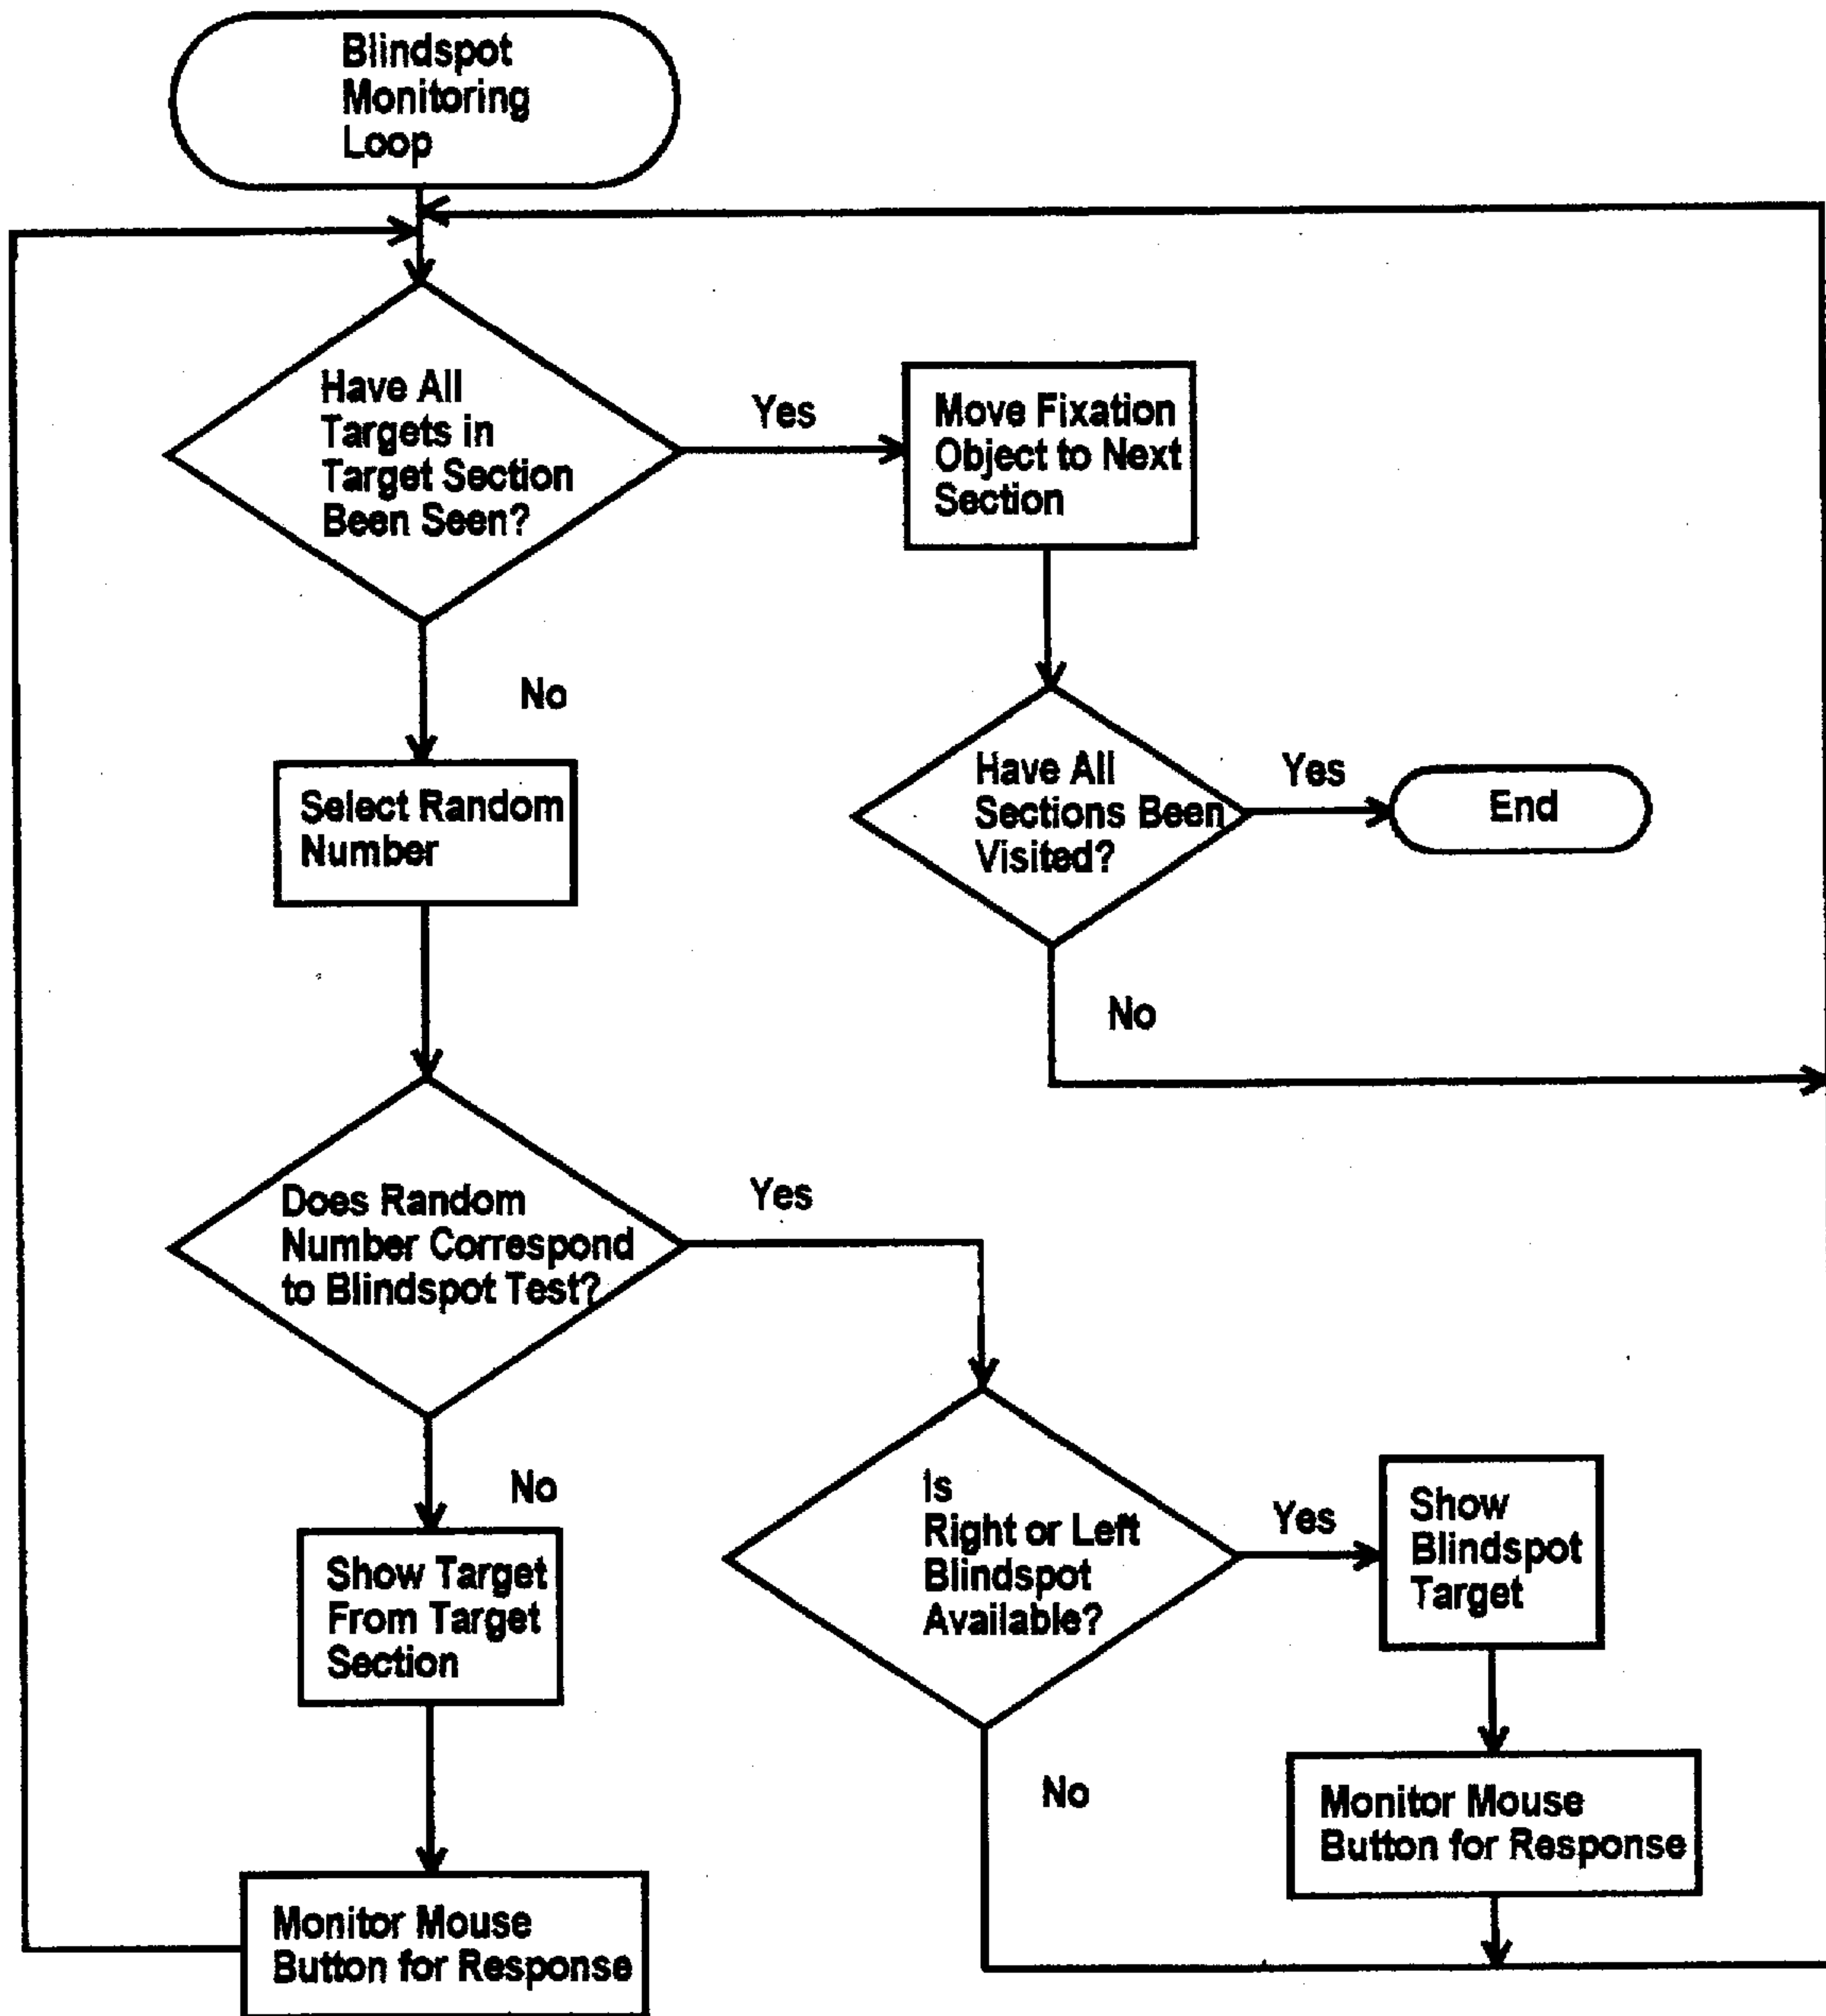 Blindspot
Monitoring
Loop
Have All
Targets in
Target Section
Been Seen?
Yes
Move Fixation
Object to Next
Section
No
Have All
Sections Been
Visited?
Yes
End
Select Random
Number
No
Does Random
Number Correspond
to Blindspot Test?
Yes
No
Is
Right or Left
Blindspot
Available?
Yes
Show
Blindspot
Target
Show Target
From Target
Section
No
Monitor Mouse
Button for Response
Monitor Mouse
Button for Response